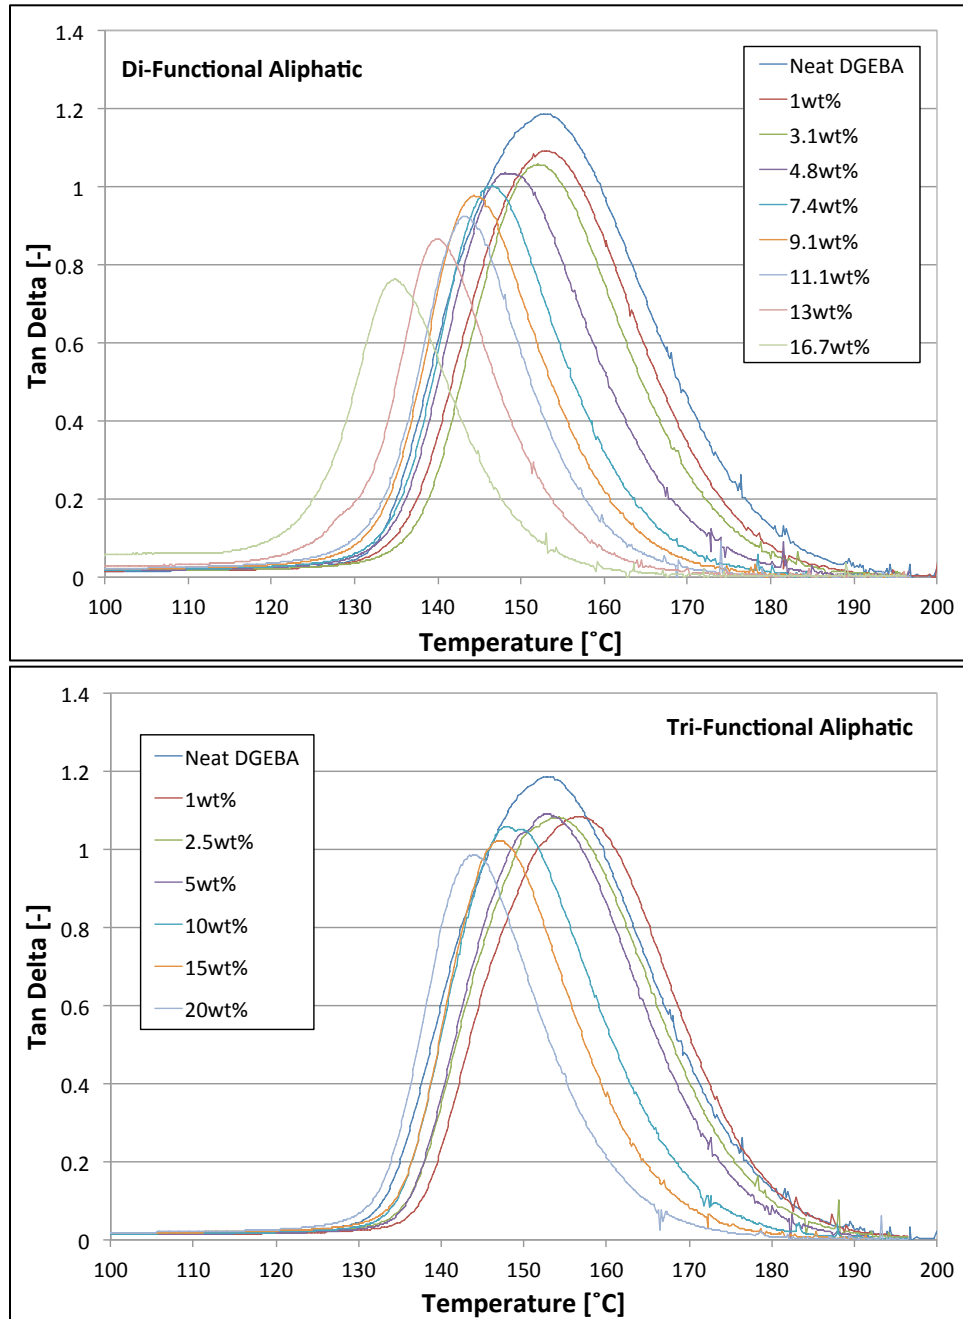 1.4
Di-Functional Aliphatic
Neat DGEBA
1wt%
3.1wt%
4.8wt%
7.4wt%
9.1wt%
11.1wt%
13wt%
16.7wt%
1.2
1
0.8
0.6
0.4
0.2
0
Tan Delta [-]
100 110 120 130 140 150 160 170 180 190 200
Temperature [˚C]
1.4
Tri-Functional Aliphatic
Neat DGEBA
1wt%
2.5wt%
5wt%
10wt%
15wt%
20wt%
1.2
1
0.8
0.6
0.4
0.2
0
Tan Delta [-]
100 110 120 130 140 150 160 170 180 190 200
Temperature [˚C]